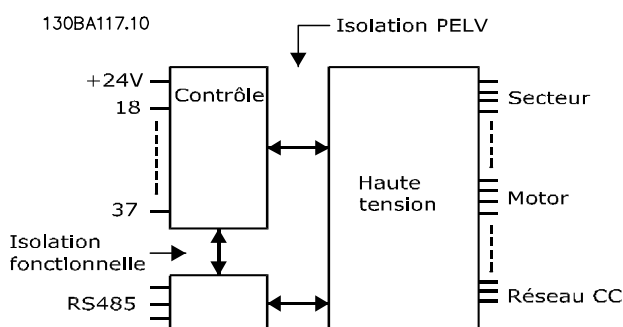 130BA117.10
Isolation PELV
+24V
Contrôle
18
37
Haute
tension
Secteur
Motor
Isolation
fonctionnelle
RS485
Réseau CC